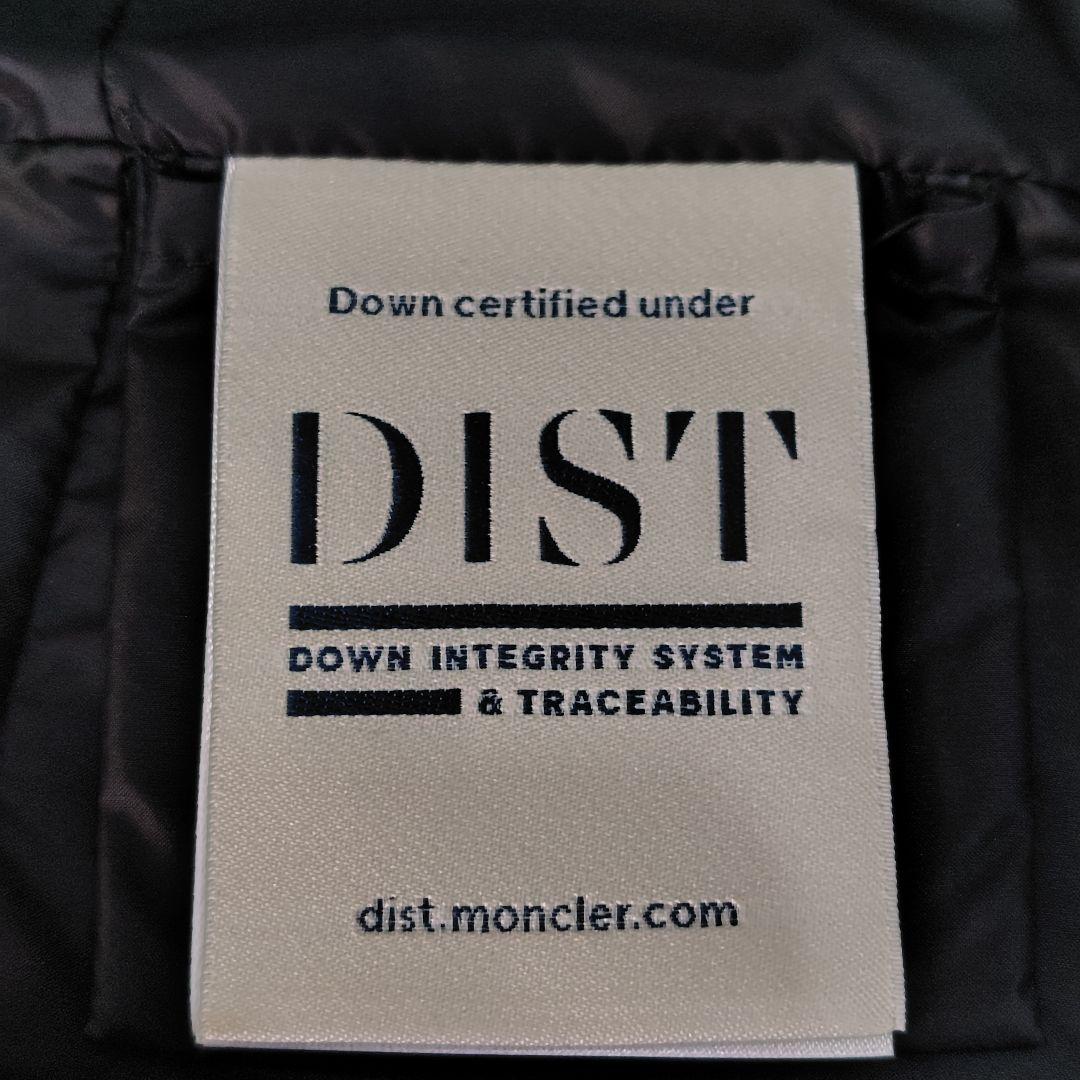 Down certified under
DIST
DOWN INTEGRITY SYSTEM
& TRACEABILITY
dist.moncler.com